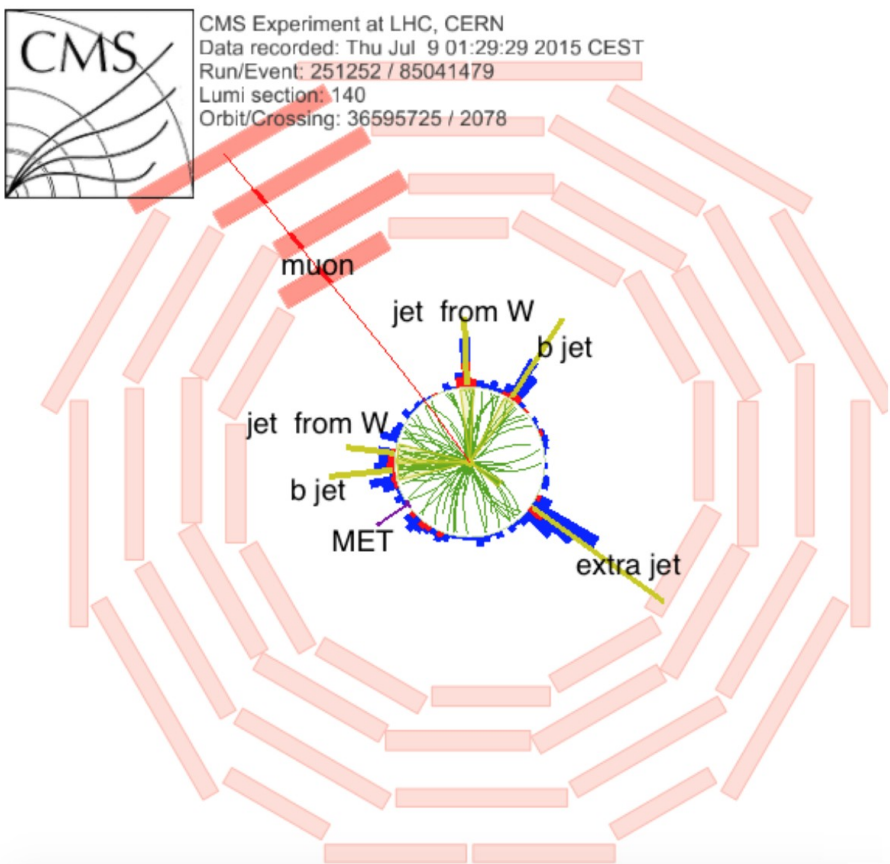 CMS
CMS Experiment at LHC, CERN
Data recorded: Thu Jul 9 01:29:29 2015 CEST
Run/Event: 251252 / 85041479
Lumi section: 140
Orbit/Crossing: 36595725 / 2078
muon
jet from W
b jet
jet from W
b jet
MET
extra jet